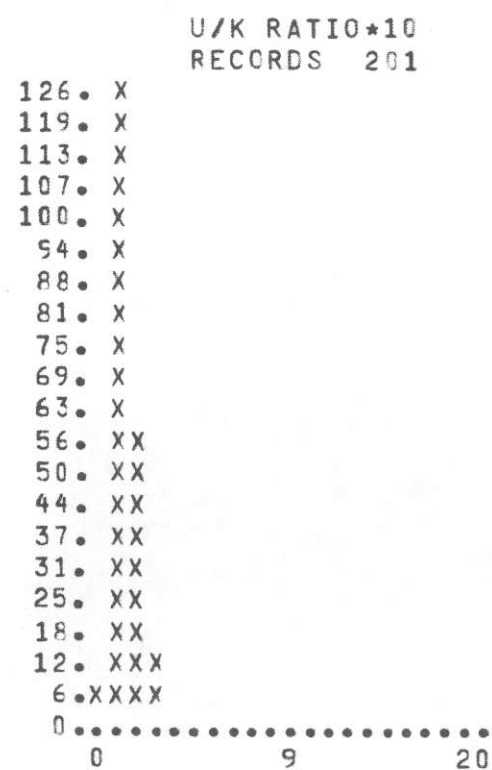 U/K RATIO*10
RECORDS 201
126. X
119. X
113. X
107. X
100. X
94. X
88. X
81. X
75. X
69. X
63. X
56. XX
50. XX
44. XX
37. XX
31. XX
25. XX
18. XX
12. XXX
6.XXXX
0......................
0 9 20